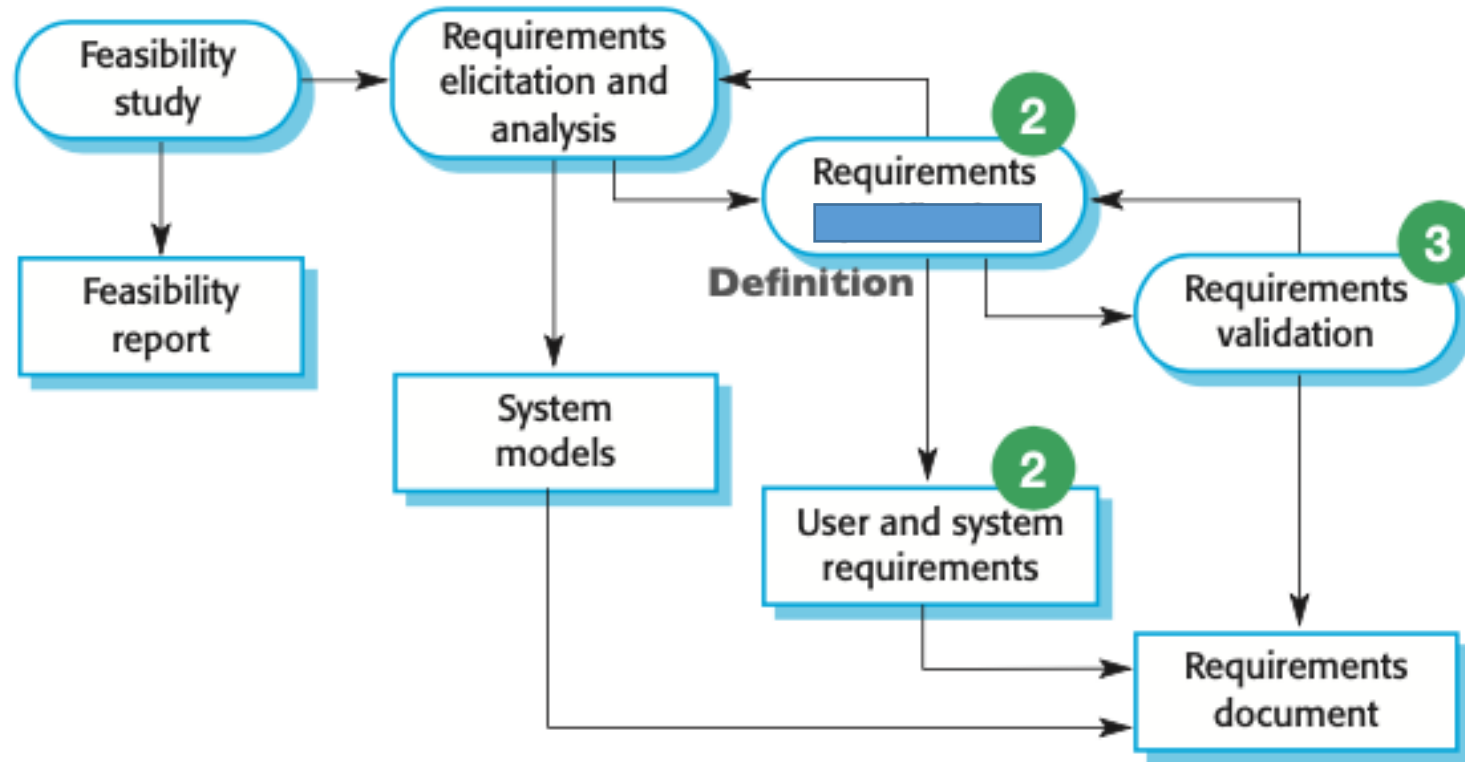 Feasibility
study
Requirements
elicitation and
analysis
2
Requirements
Definition
3
Requirements
validation
Feasibility
report
System
models
2
User and system
requirements
Requirements
document